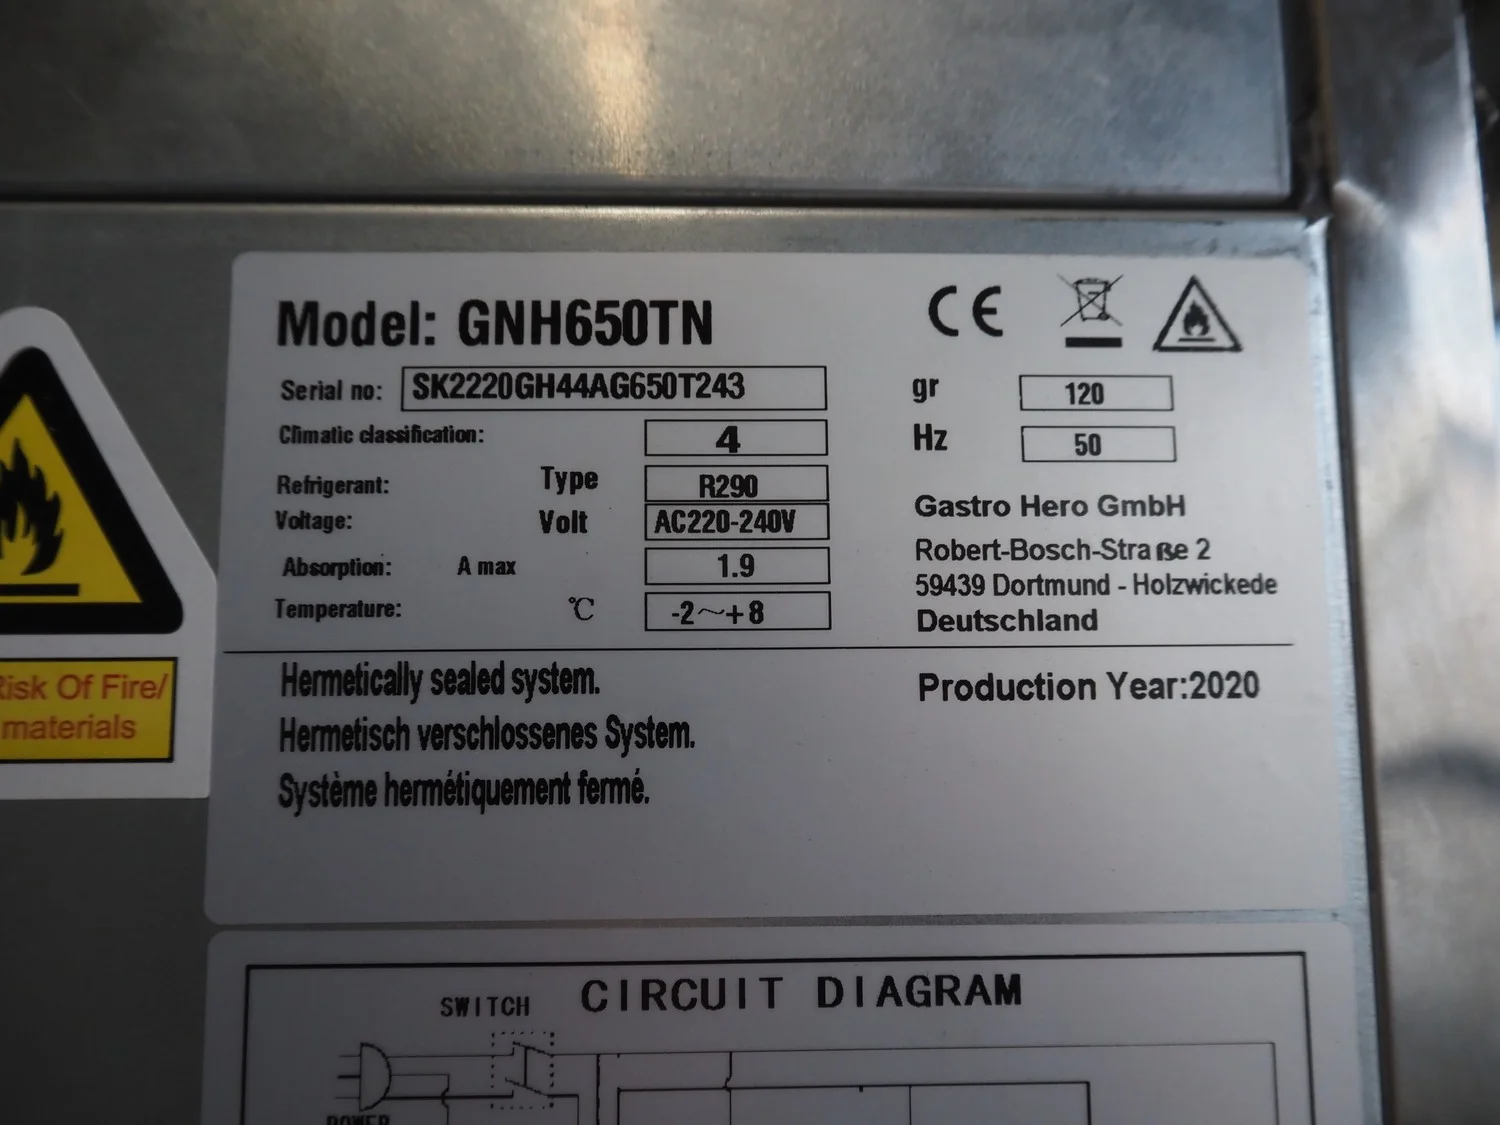 Model: GNH650TN
Serial no: SK2220GH44AG650T243
Climatic classification: 4
Refrigerant: Type R290
Voltage: Volt AC220-240V
Absorption: A max 1.9
Temperature: ℃ -2～+8
CE
gr 120
Hz 50
Gastro Hero GmbH
Robert-Bosch-Straße 2
59439 Dortmund - Holzwickede
Deutschland
Hermetically sealed system.
Hermetisch verschlossenes System.
Système hermétiquement fermé.
Production Year:2020
Of Fire/
materials
CIRCUIT DIAGRAM
SWITCH
POWER